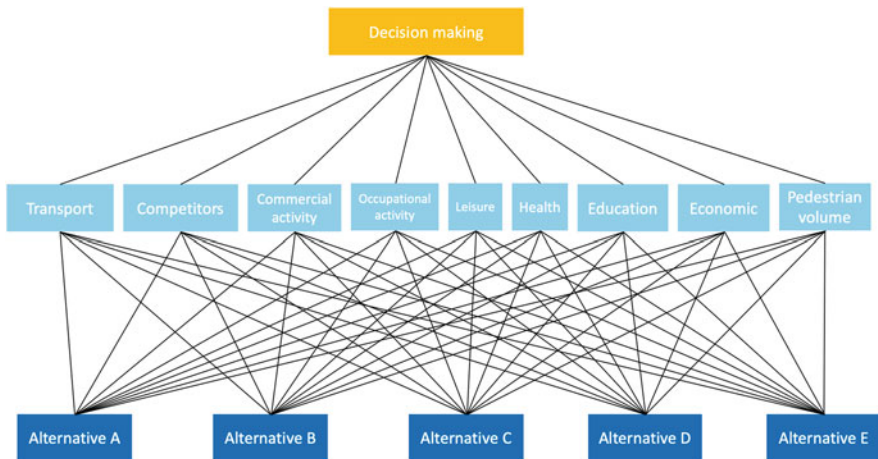 Decision making
Transport
Competitors
Commercial
activity
Occupational
activity
Leisure
Health
Education
Economic
Pedestrian
volume
Alternative A
Alternative B
Alternative C
Alternative D
Alternative E